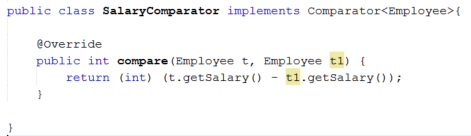 public class SalaryComparator implements Comparator<Employee>{
@Override
public int compare(Employee t, Employee t1) {
return (int) (t.getSalary() - t1.getSalary());
}
}